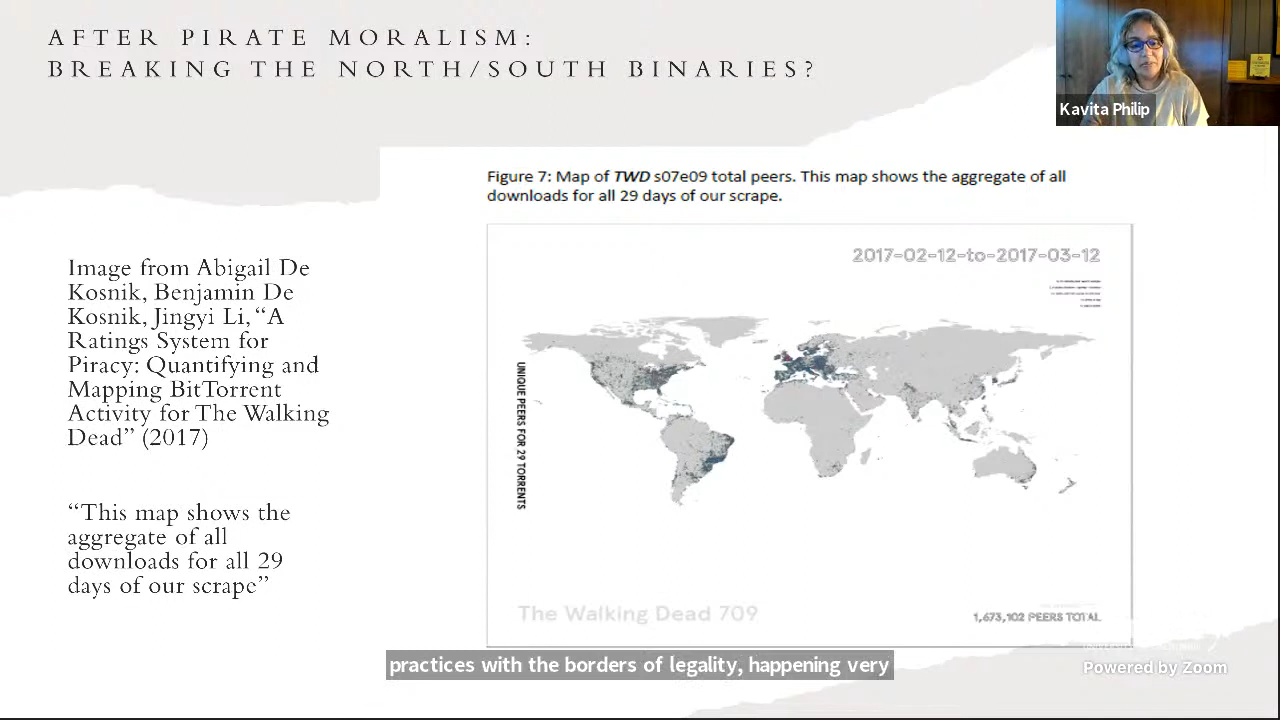 AFTER PIRATE MORALISM:
BREAKING THE NORTH/SOUTH BINARIES?
Kavita Philip
Figure 7: Map of TWD s07e09 total peers. This map shows the aggregate of all
downloads for all 29 days of our scrape.
Image from Abigail De
Kosnik, Benjamin De
Kosnik, Jingyi Li, “A
Ratings System for
Piracy: Quantifying and
Mapping BitTorrent
Activity for The Walking
Dead” (2017)
“This map shows the
aggregate of all
downloads for all 29
days of our scrape”
2017-02-12-to-2017-03-12
UNIQUE PEERS FOR 29 TORRENTS
The Walking Dead 709
1,673,102 PEERS TOTAL
practices with the borders of legality, happening very
Powered by Zoom